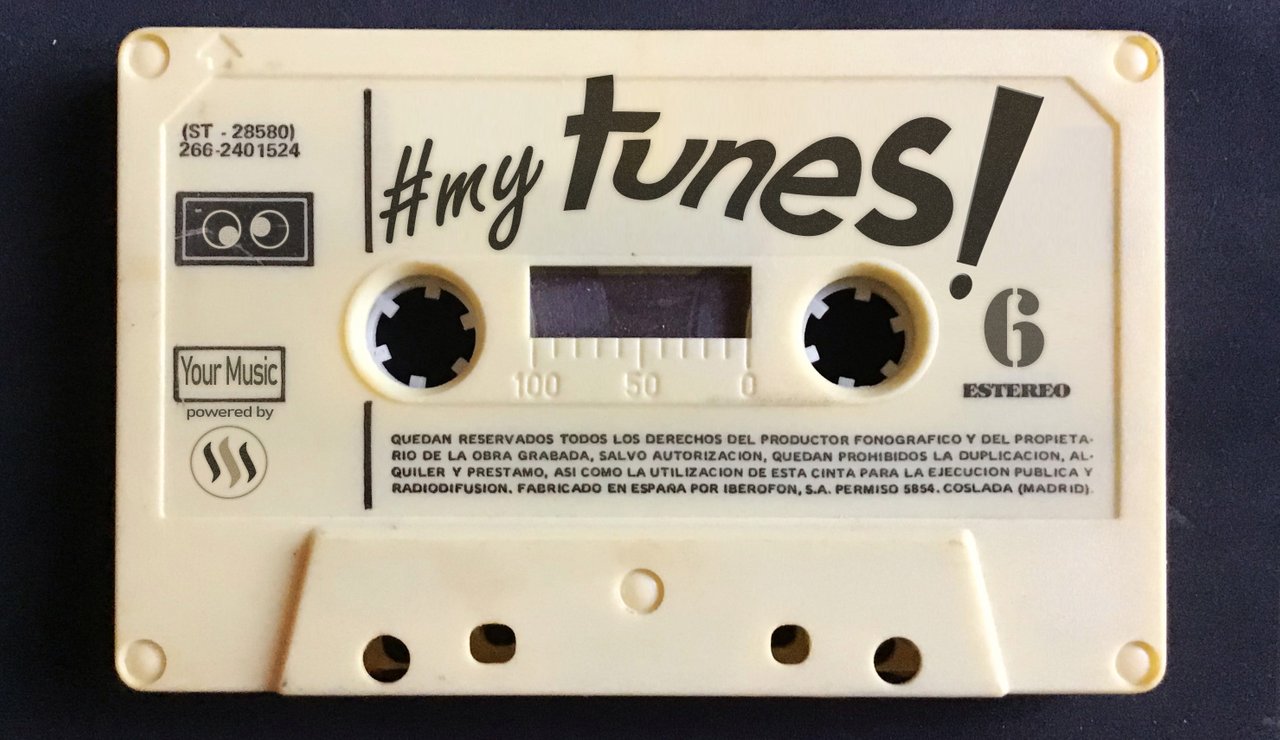 (ST - 28580)
266-2401524
#my tunes!
Your Music
powered by
100 50 0
6
ESTEREO
QUEDAN RESERVADOS TODOS LOS DERECHOS DEL PRODUCTOR FONOGRAFICO Y DEL PROPIETA-
RIO DE LA OBRA GRABADA, SALVO AUTORIZACION, QUEDAN PROHIBIDOS LA DUPLICACION, AL-
QUILER Y PRESTAMO, ASI COMO LA UTILIZACION DE ESTA CINTA PARA LA EJECUCION PUBLICA Y
RADIODIFUSION. FABRICADO EN ESPAÑA POR IBEROFON, S.A. PERMISO 5854. COSLADA (MADRID).